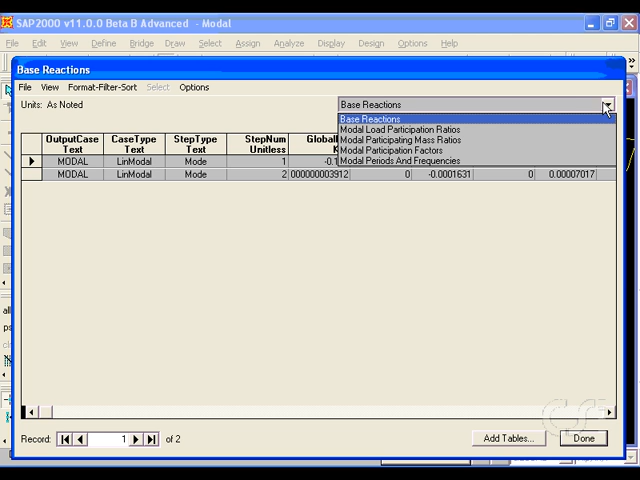 SAP2000 v11.0.0 Beta B Advanced - Modal
File Edit View Define Bridge Draw Select Assign Analyze Display Design Options Help
Base Reactions
File View Format-Filter-Sort Select Options
Units: As Noted
Base Reactions
Base Reactions
Modal Load Participation Ratios
Modal Participating Mass Ratios
Modal Participation Factors
Modal Periods And Frequencies
OutputCase CaseType StepType StepNum
Text Text Text Unitless
MODAL LinModal Mode 1
MODAL LinModal Mode 2 000000003912 0 -0.0001631 0 0.00007017
Record: 1 of 2
Add Tables... Done